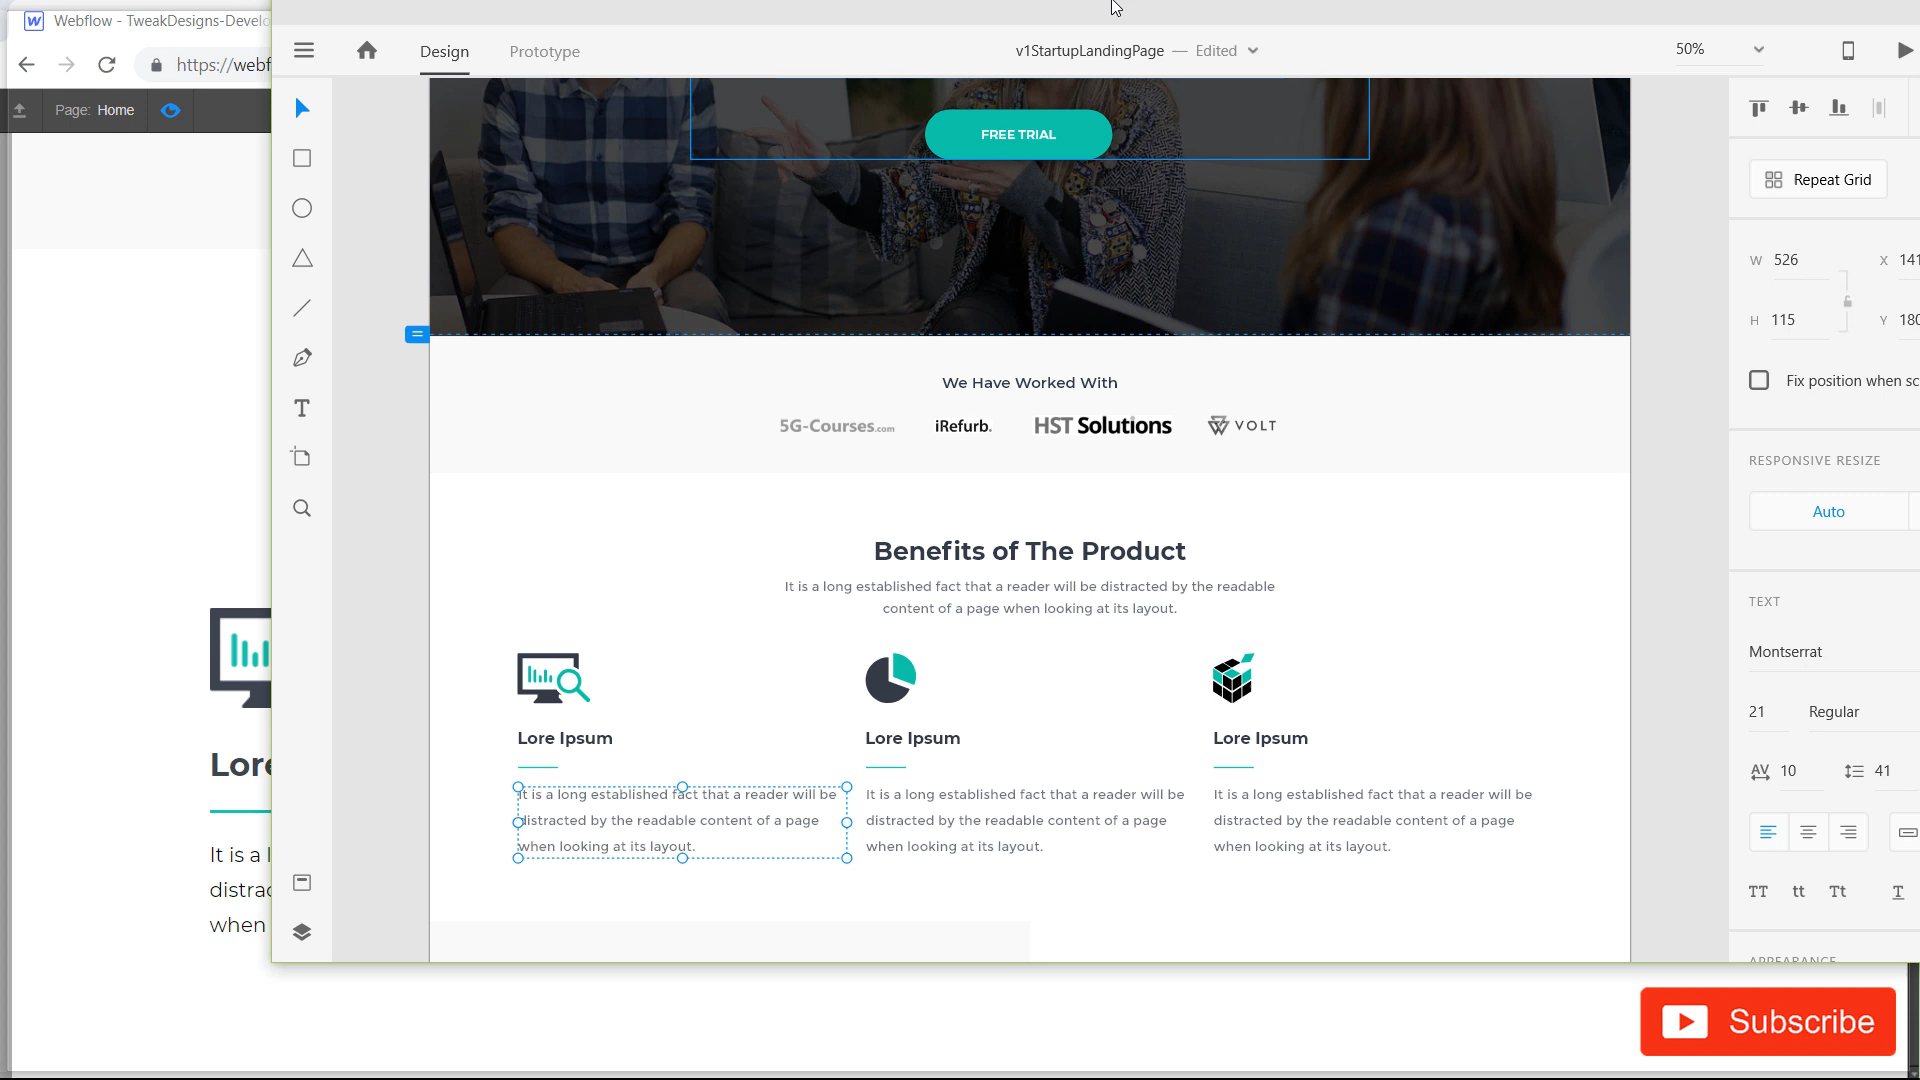 Webflow - TweakDesigns-Develo
https://webf
Page: Home
Design
Prototype
v1StartupLandingPage — Edited
50%
FREE TRIAL
Repeat Grid
W 526
X 141
H 115
Y 180
Fix position when sc
We Have Worked With
5G-Courses.com
iRefurb.
HST Solutions
VOLT
RESPONSIVE RESIZE
Auto
Benefits of The Product
It is a long established fact that a reader will be distracted by the readable
content of a page when looking at its layout.
TEXT
Montserrat
21 Regular
AV 10
41
TT tt Tt T
APPEARANCE
Lore Ipsum
It is a long established fact that a reader will be
distracted by the readable content of a page
when looking at its layout.
Lore Ipsum
It is a long established fact that a reader will be
distracted by the readable content of a page
when looking at its layout.
Lore Ipsum
It is a long established fact that a reader will be
distracted by the readable content of a page
when looking at its layout.
Lore
It is a l
distrac
when
Subscribe